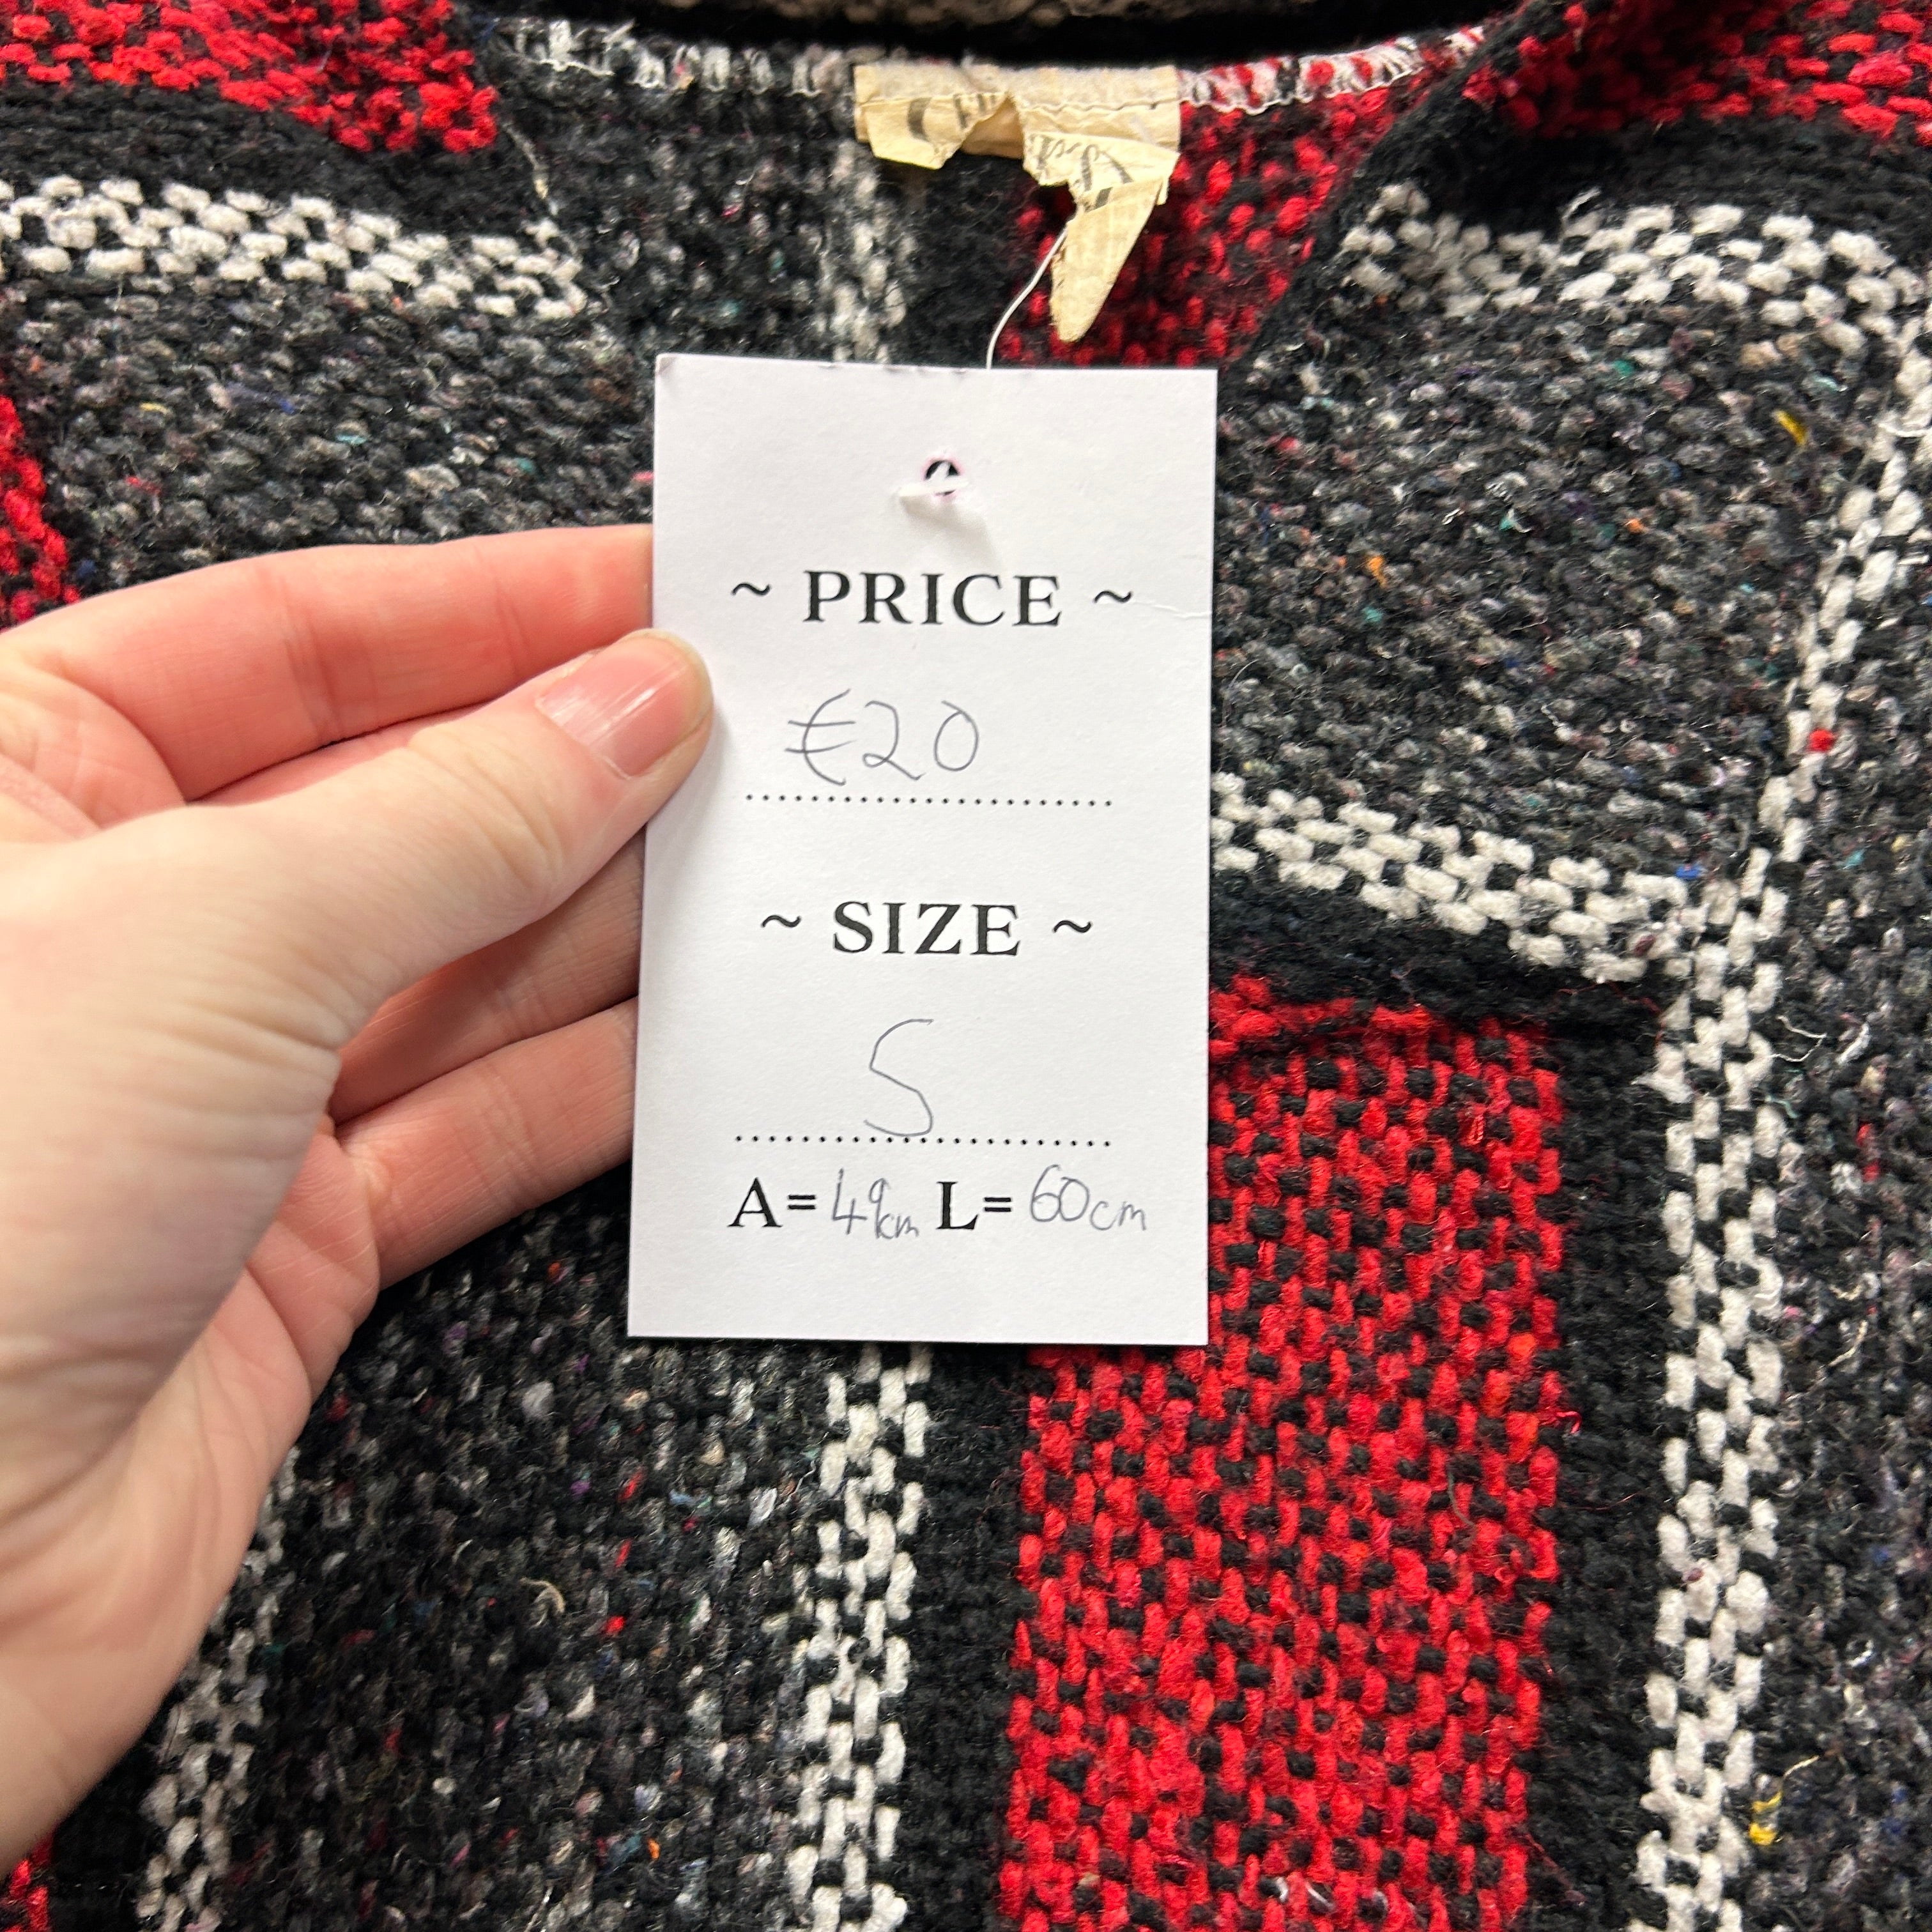 ~ PRICE ~
€20
~ SIZE ~
S
A= 49cm L= 60cm